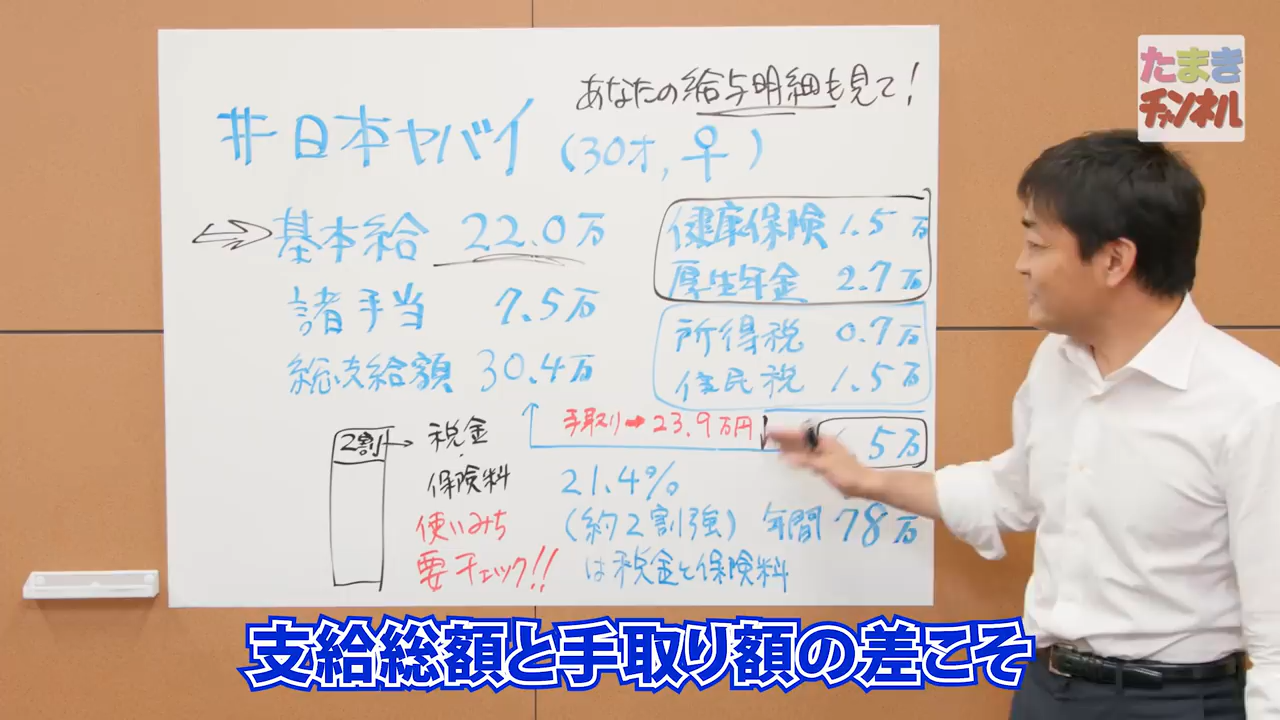 あなたの給与明細も見て！
#日本ヤバイ (30才,♀)
基本給 22.0万
諸手当 7.5万
総支給額 30.4万
健康保険 1.5万
厚生年金 2.7万
所得税 0.7万
住民税 1.5万
5万
手取り→23.9万円
2割→税金・保険料
使いみち
要チェック!!
21.4%
(約2割強) 年間78万
は税金と保険料
たまき
チャンネル
支給総額と手取り額の差こそ